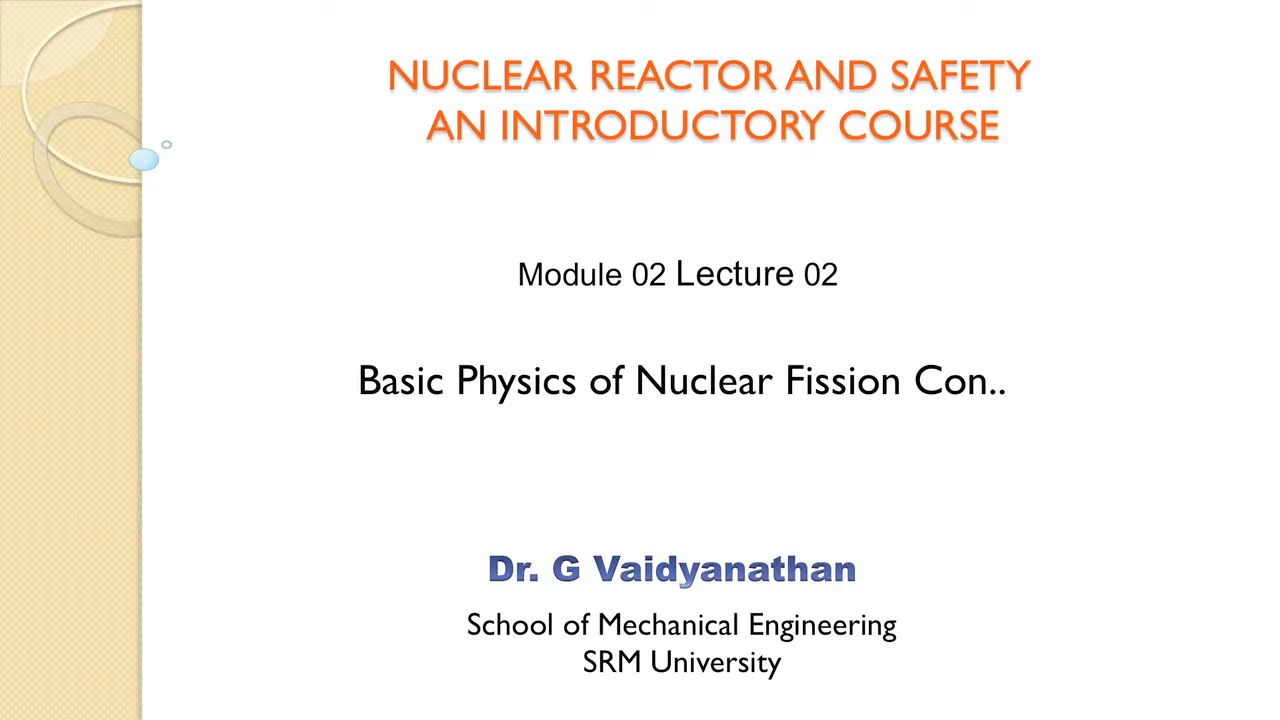 NUCLEAR REACTOR AND SAFETY
AN INTRODUCTORY COURSE
Module 02 Lecture 02
Basic Physics of Nuclear Fission Con..
Dr. G Vaidyanathan
School of Mechanical Engineering
SRM University